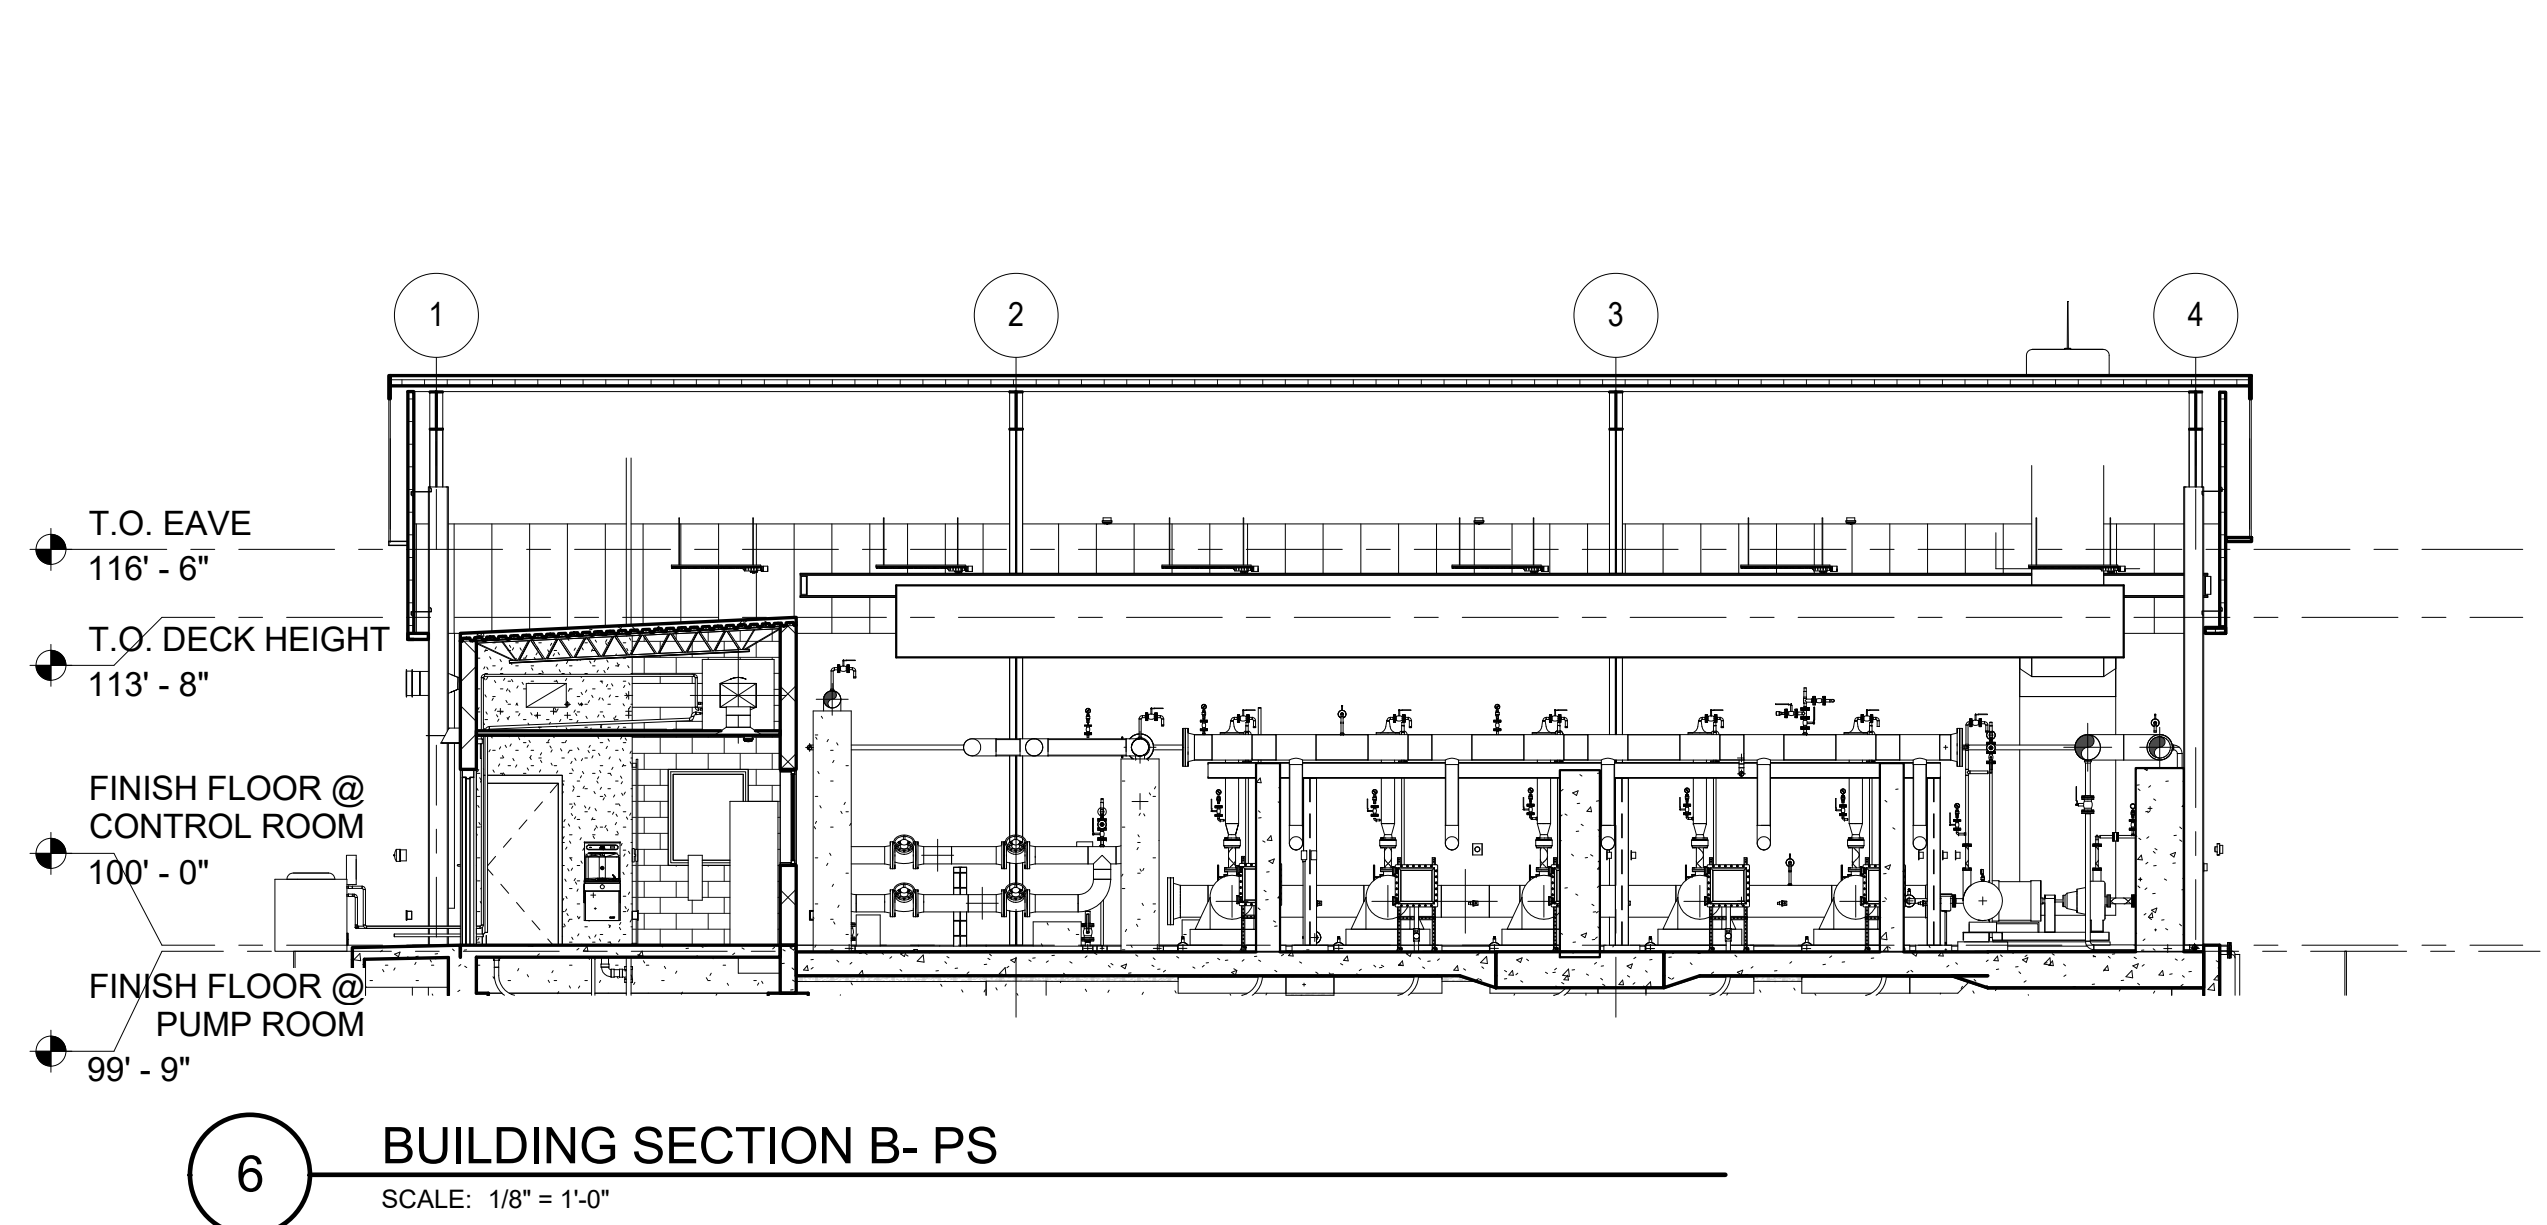 1
2
3
4
T.O. EAVE
116' - 6"
T.O. DECK HEIGHT
113' - 8"
FINISH FLOOR @
CONTROL ROOM
100' - 0"
FINISH FLOOR @
PUMP ROOM
99' - 9"
6
BUILDING SECTION B- PS
SCALE: 1/8" = 1'-0"